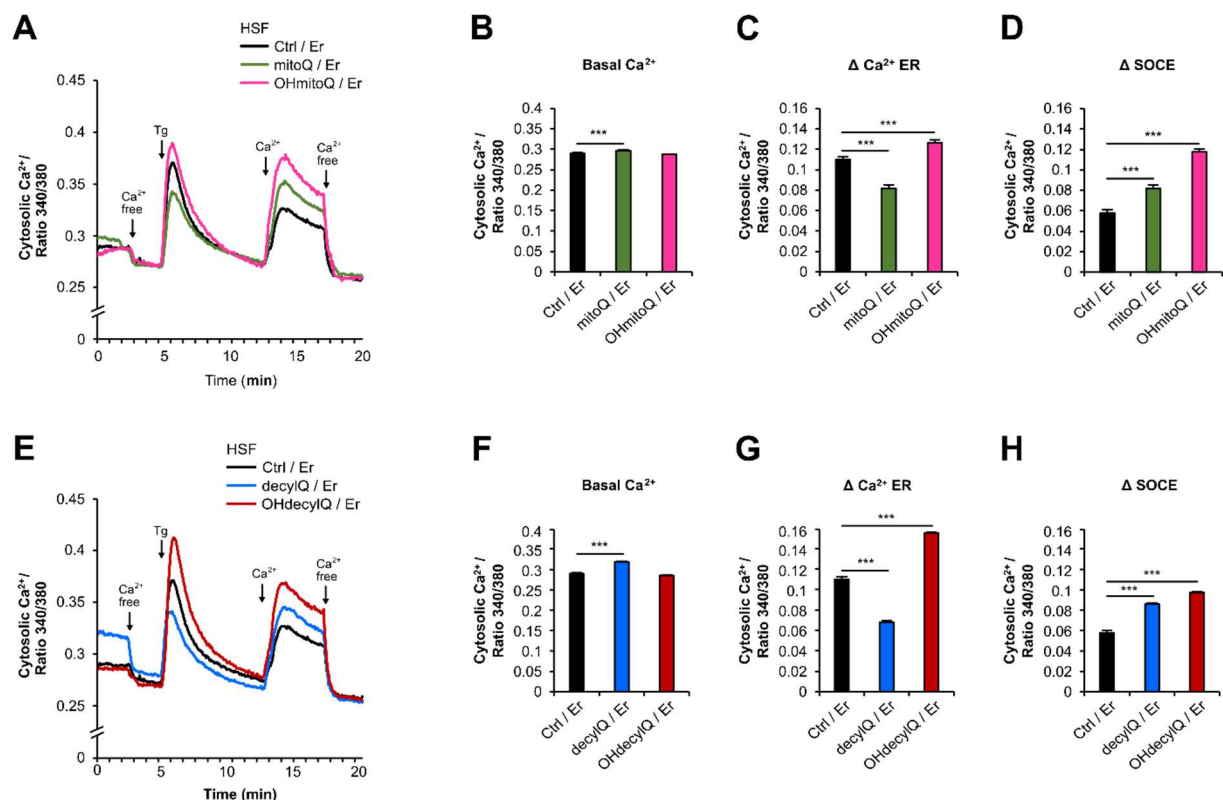 A
HSF
Ctrl / Er
mitoQ / Er
OHmitoQ / Er
Cytosolic Ca²⁺/
Ratio 340/380
0.45
0.4
0.35
0.3
0.25
0
Ca²⁺
free
Tg
Ca²⁺
Ca²⁺
free
0 5 10 15 20
Time (min)
B
Basal Ca²⁺
Cytosolic Ca²⁺/
Ratio 340/380
0.4
0.35
0.3
0.25
0.2
0.15
0.1
0.05
0
***
Ctrl / Er
mitoQ / Er
OHmitoQ / Er
C
Δ Ca²⁺ ER
Cytosolic Ca²⁺/
Ratio 340/380
0.16
0.14
0.12
0.1
0.08
0.06
0.04
0.02
0
***
***
Ctrl / Er
mitoQ / Er
OHmitoQ / Er
D
Δ SOCE
Cytosolic Ca²⁺/
Ratio 340/380
0.16
0.14
0.12
0.1
0.08
0.06
0.04
0.02
0
***
***
Ctrl / Er
mitoQ / Er
OHmitoQ / Er
E
HSF
Ctrl / Er
decylQ / Er
OHdecylQ / Er
Cytosolic Ca²⁺/
Ratio 340/380
0.45
0.4
0.35
0.3
0.25
0
Ca²⁺
free
Tg
Ca²⁺
Ca²⁺
free
0 5 10 15 20
Time (min)
F
Basal Ca²⁺
Cytosolic Ca²⁺/
Ratio 340/380
0.4
0.35
0.3
0.25
0.2
0.15
0.1
0.05
0
***
Ctrl / Er
decylQ / Er
OHdecylQ / Er
G
Δ Ca²⁺ ER
Cytosolic Ca²⁺/
Ratio 340/380
0.16
0.14
0.12
0.1
0.08
0.06
0.04
0.02
0
***
***
Ctrl / Er
decylQ / Er
OHdecylQ / Er
H
Δ SOCE
Cytosolic Ca²⁺/
Ratio 340/380
0.16
0.14
0.12
0.1
0.08
0.06
0.04
0.02
0
***
***
Ctrl / Er
decylQ / Er
OHdecylQ / Er